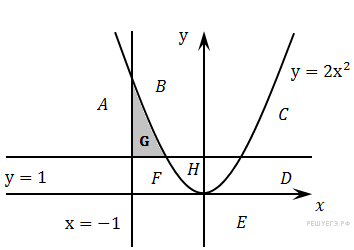 y
y = 2x²
B
A
C
G
H
y = 1
F
D
x
x = −1
E
РЕШУЕГЭ.РФ